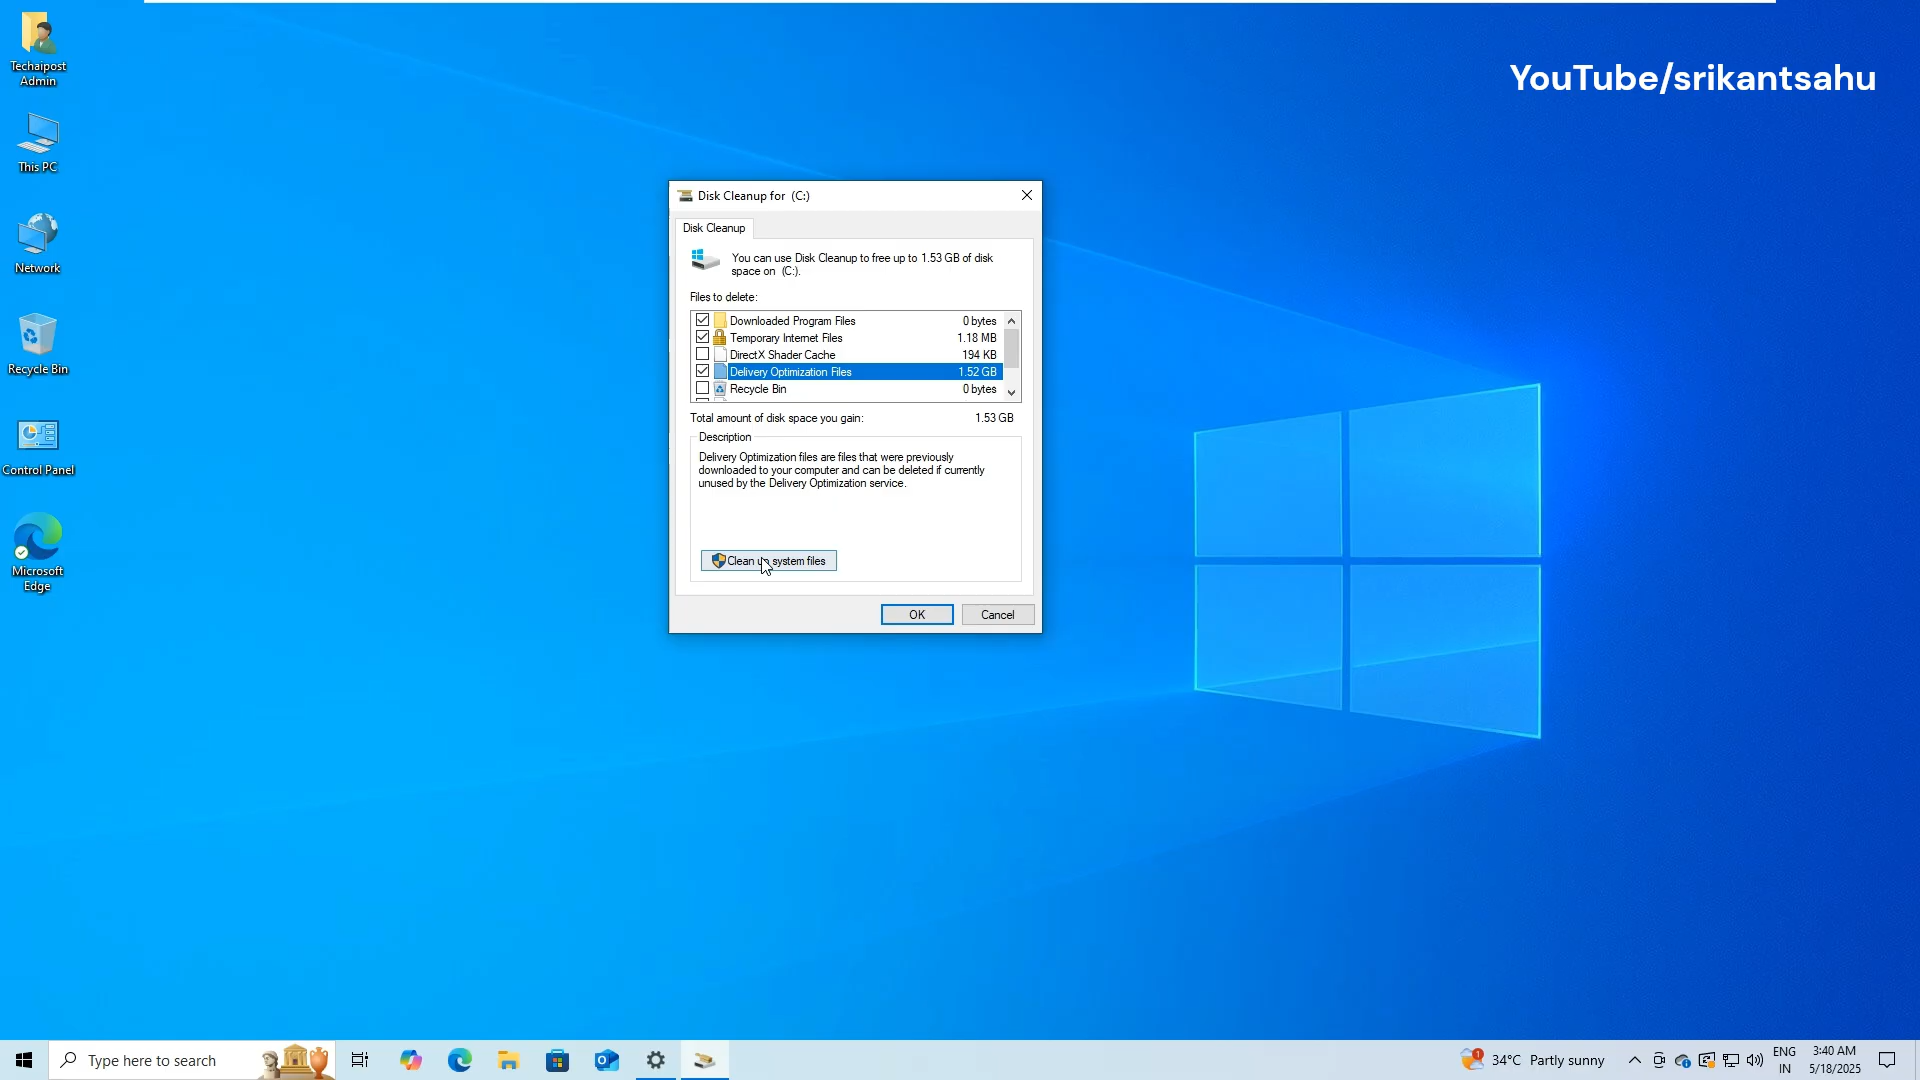 Techaipost
Admin
This PC
Network
Recycle Bin
Control Panel
Microsoft
Edge
YouTube/srikantsahu
Disk Cleanup for (C:)
Disk Cleanup
You can use Disk Cleanup to free up to 1.53 GB of disk
space on (C:).
Files to delete:
Downloaded Program Files 0 bytes
Temporary Internet Files 1.18 MB
DirectX Shader Cache 194 KB
Delivery Optimization Files 1.52 GB
Recycle Bin 0 bytes
Total amount of disk space you gain: 1.53 GB
Description
Delivery Optimization files are files that were previously
downloaded to your computer and can be deleted if currently
unused by the Delivery Optimization service.
Clean up system files
OK Cancel
Type here to search
1
34°C Partly sunny
ENG
IN
3:40 AM
5/18/2025